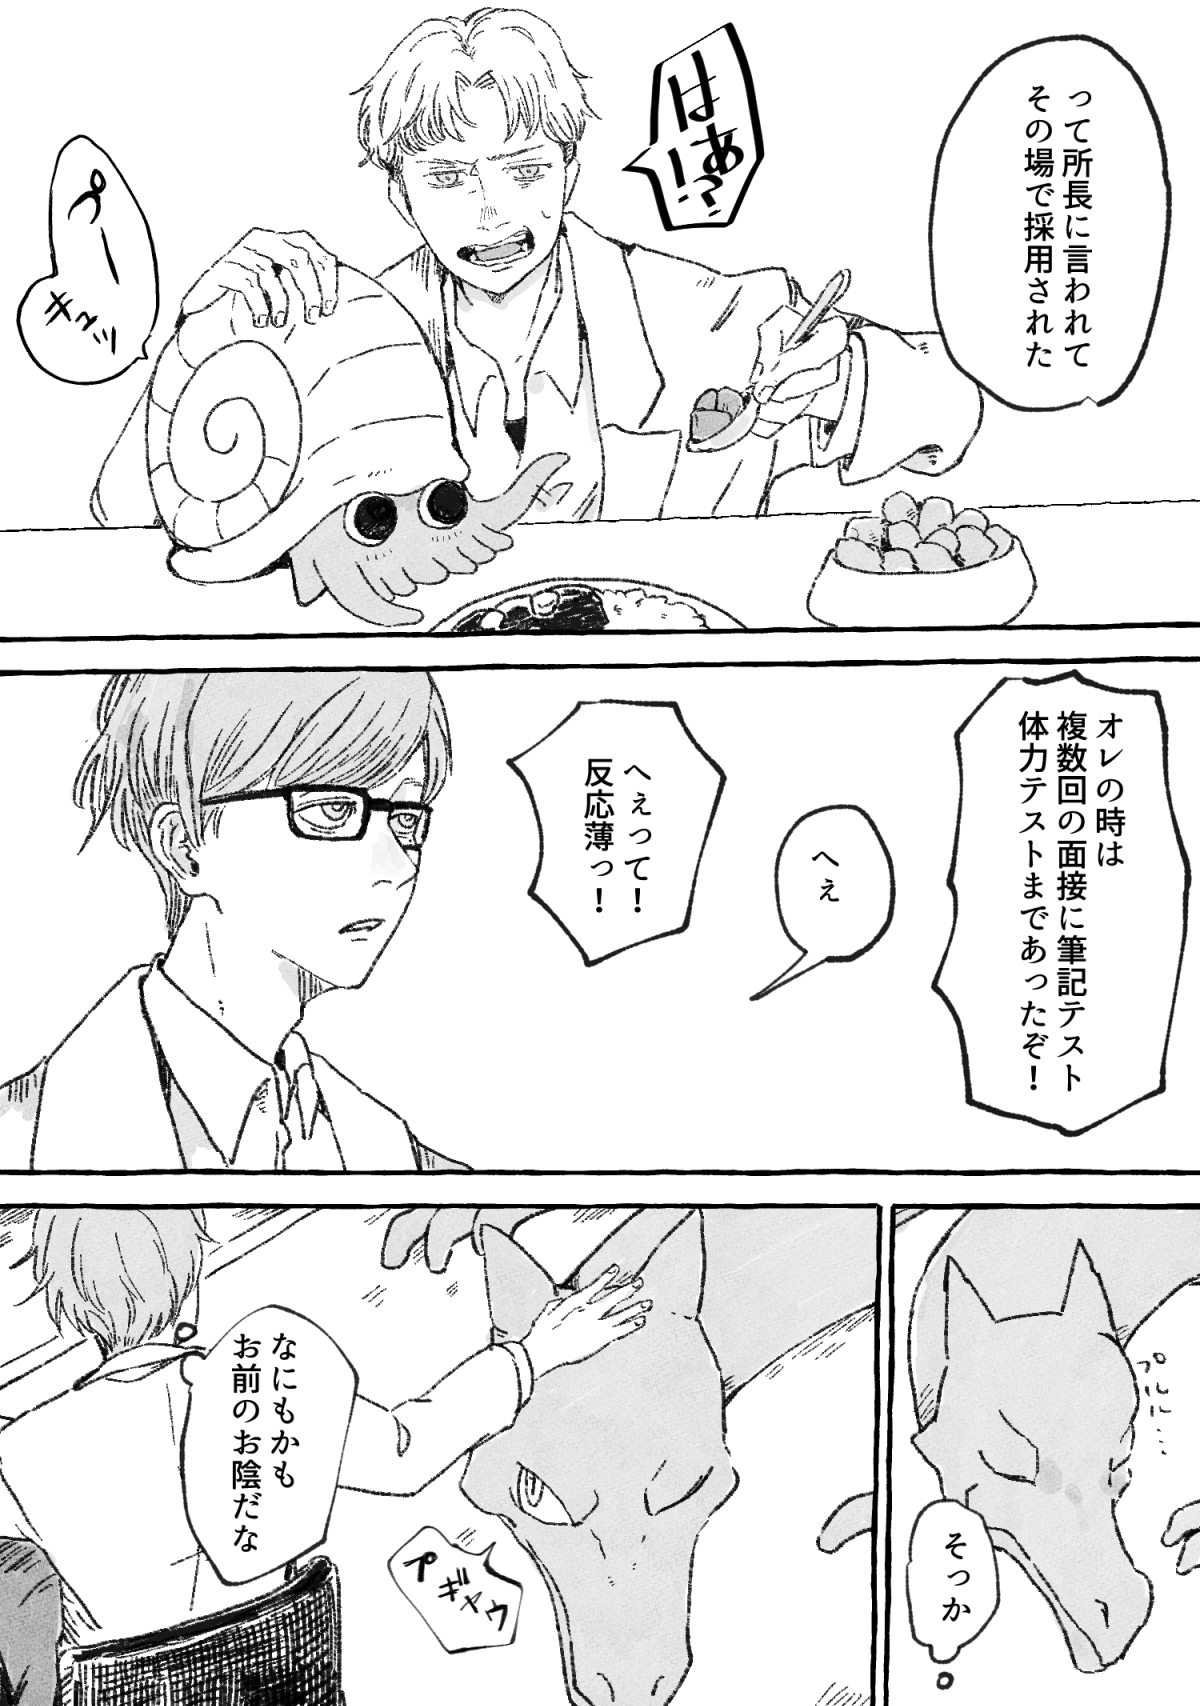 って所長に言われて
その場で採用された
はあ!?
プー
キュッ
オレの時は
複数回の面接に筆記テスト
体力テストまであったぞ！
へぇ
へぇって！
反応薄っ！
プルル…
そっか
なにもかも
お前のお陰だな
プギャウ